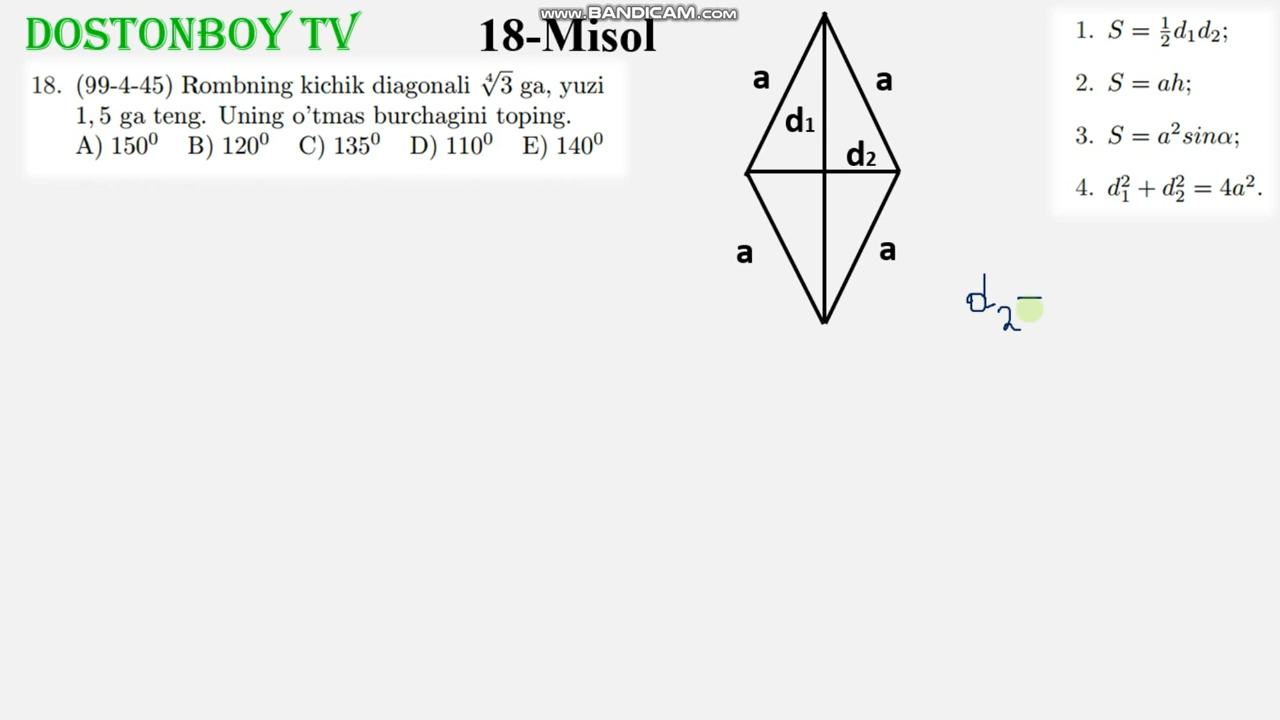 www.BANDICAM.com
DOSTONBOY TV
18-Misol
18. (99-4-45) Rombning kichik diagonali ∜3 ga, yuzi
1, 5 ga teng. Uning o’tmas burchagini toping.
A) 150⁰ B) 120⁰ C) 135⁰ D) 110⁰ E) 140⁰
a
a
d₁
d₂
a
a
1. S = ½d₁d₂;
2. S = ah;
3. S = a²sinα;
4. d₁² + d₂² = 4a².
d₂ –